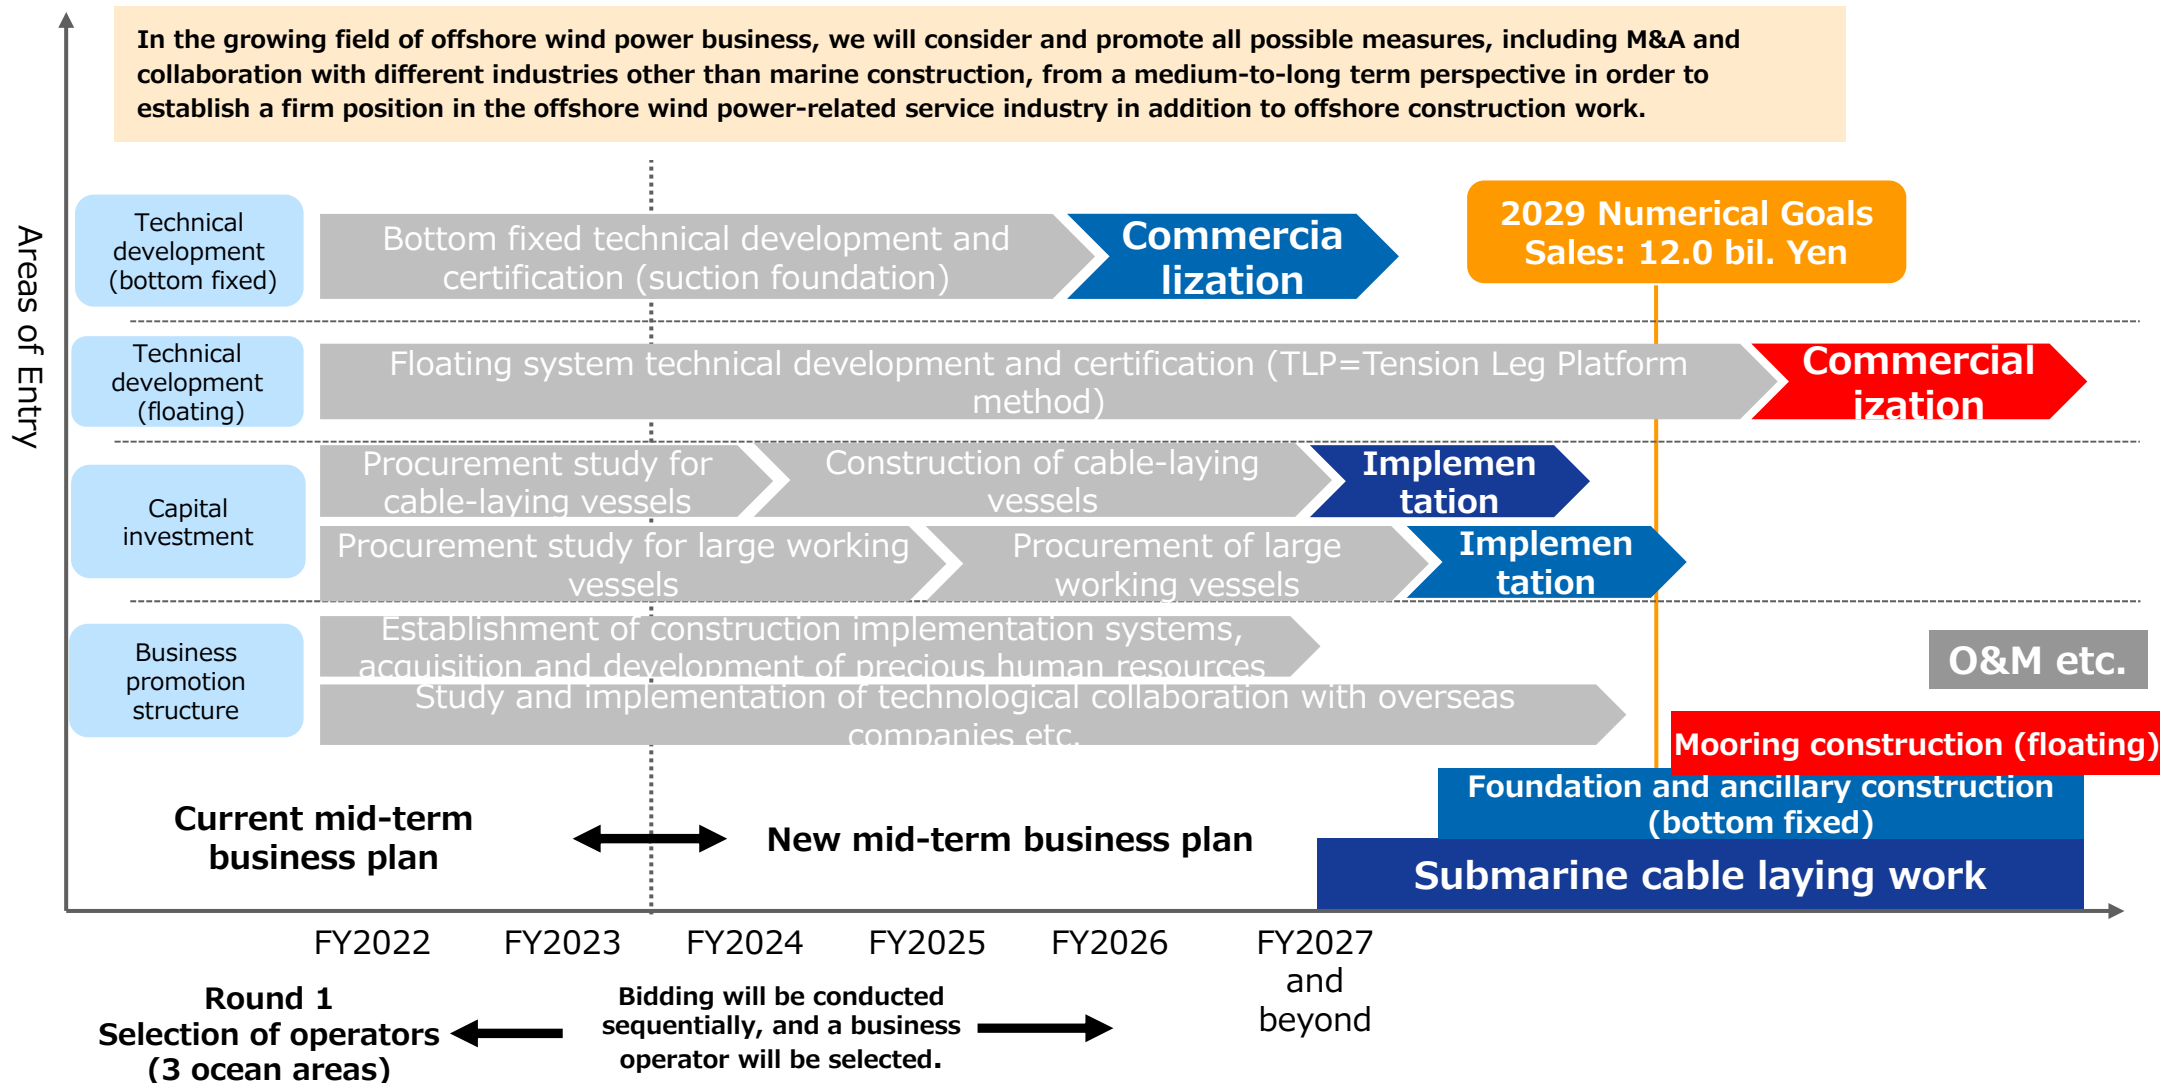 In the growing field of offshore wind power business, we will consider and promote all possible measures, including M&A and
collaboration with different industries other than marine construction, from a medium-to-long term perspective in order to
establish a firm position in the offshore wind power-related service industry in addition to offshore construction work.
Areas of Entry
Technical
development
(bottom fixed)
Bottom fixed technical development and
certification (suction foundation)
Commercia
lization
2029 Numerical Goals
Sales: 12.0 bil. Yen
Technical
development
(floating)
Floating system technical development and certification (TLP=Tension Leg Platform
method)
Commercial
ization
Capital
investment
Procurement study for
cable-laying vessels
Construction of cable-laying
vessels
Implemen
tation
Procurement study for large working
vessels
Procurement of large
working vessels
Implemen
tation
Business
promotion
structure
Establishment of construction implementation systems,
acquisition and development of precious human resources
Study and implementation of technological collaboration with overseas
companies etc.
O&M etc.
Mooring construction (floating)
Foundation and ancillary construction
(bottom fixed)
Submarine cable laying work
Current mid-term
business plan
New mid-term business plan
FY2022
FY2023
FY2024
FY2025
FY2026
FY2027
and
beyond
Round 1
Selection of operators
(3 ocean areas)
Bidding will be conducted
sequentially, and a business
operator will be selected.